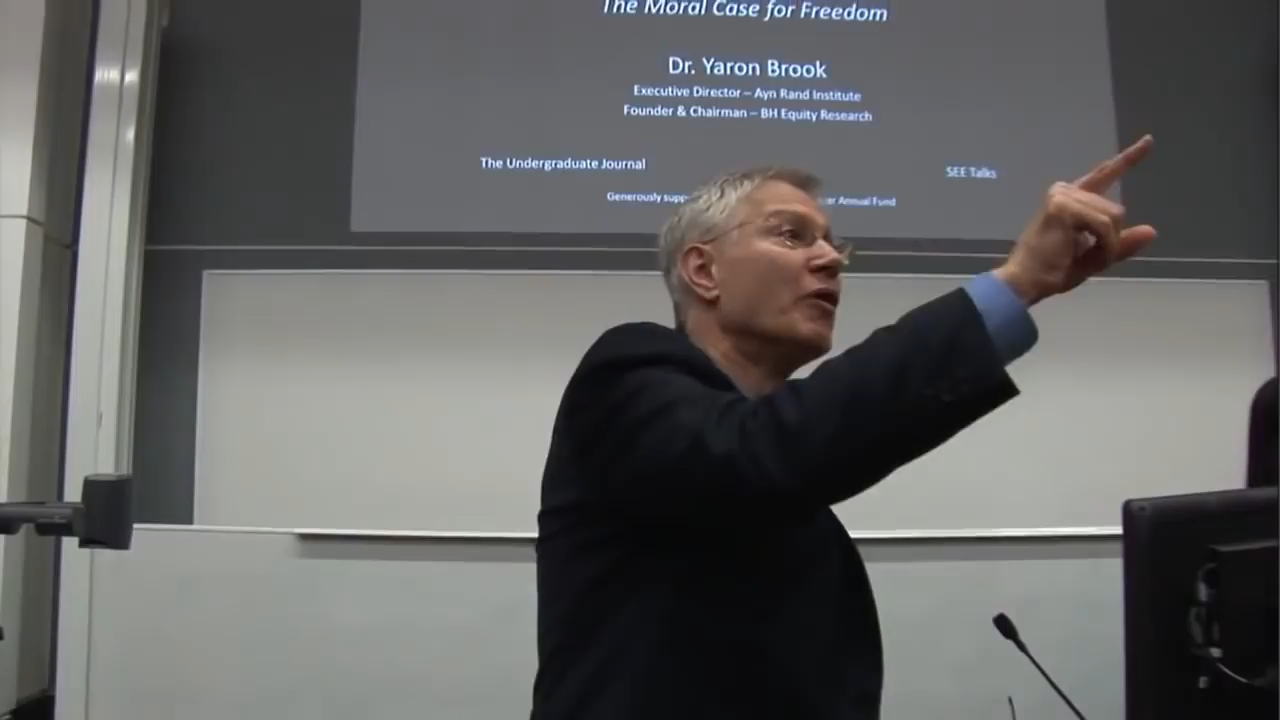 The Moral Case for Freedom
Dr. Yaron Brook
Executive Director – Ayn Rand Institute
Founder & Chairman – BH Equity Research
The Undergraduate Journal
SEE Talks
Generously Annual Fund